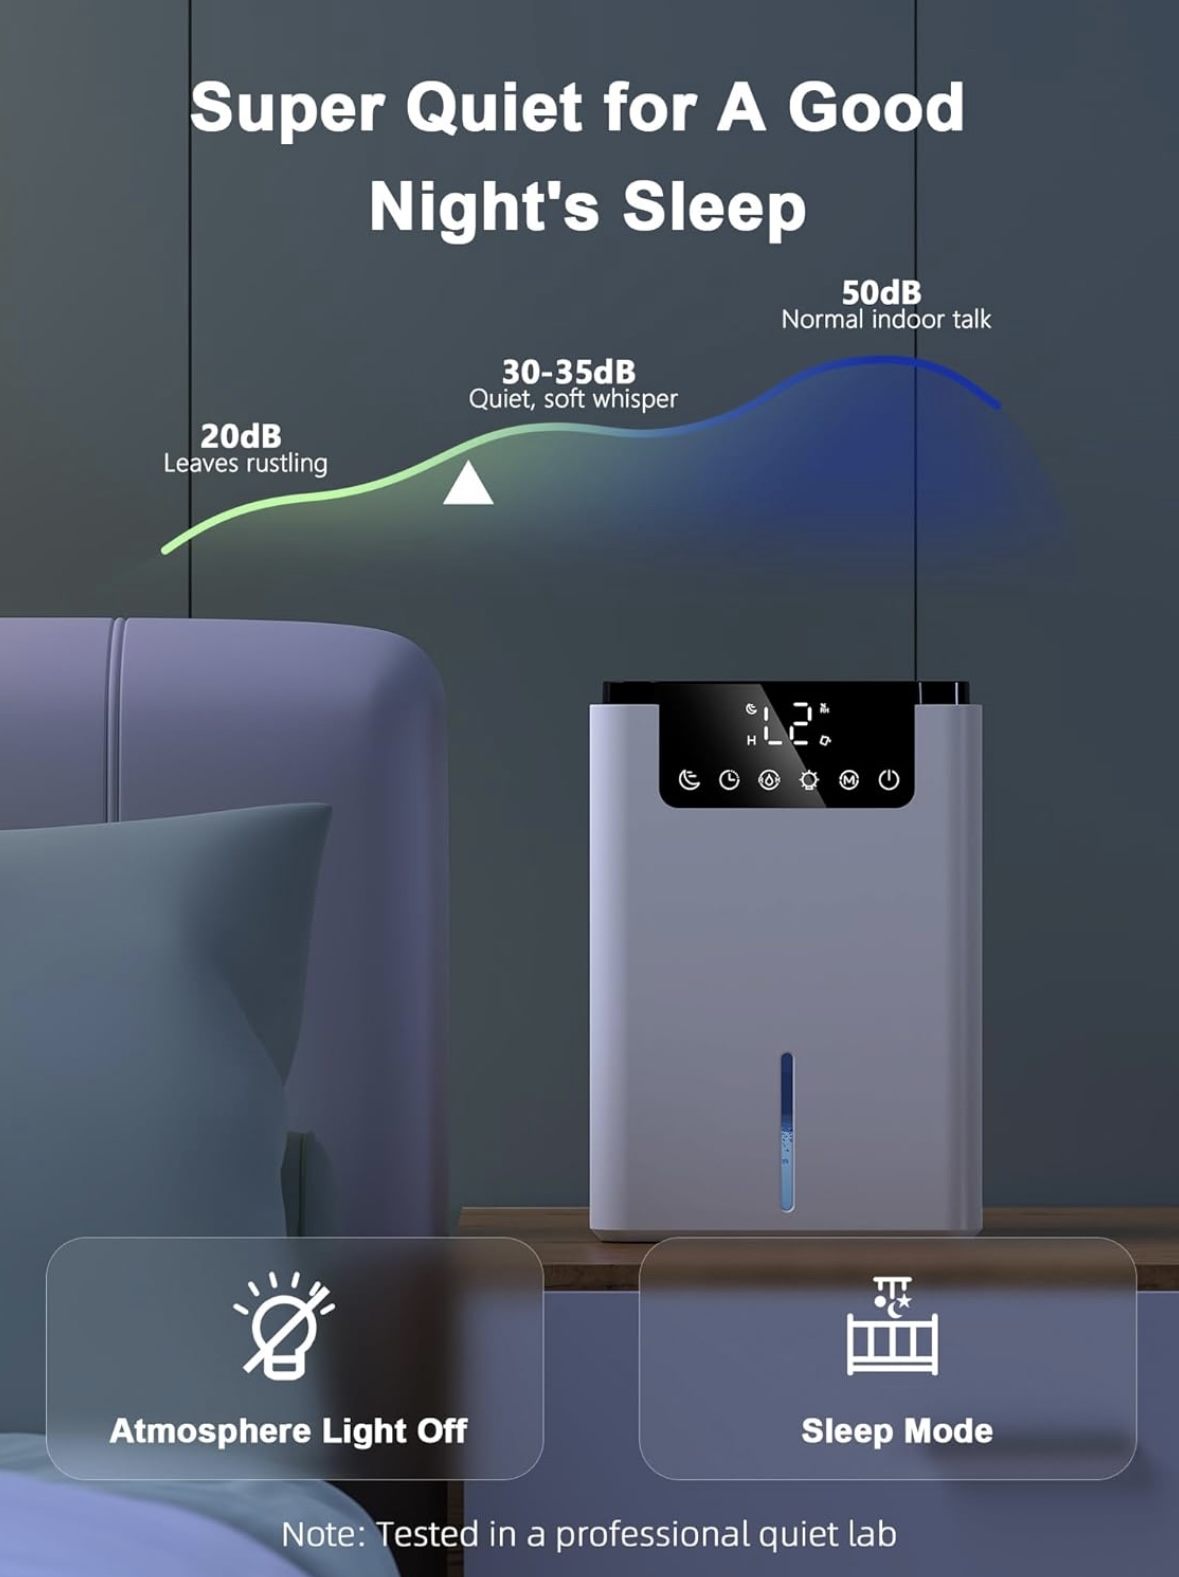 Super Quiet for A Good
Night's Sleep
50dB
Normal indoor talk
30-35dB
Quiet, soft whisper
20dB
Leaves rustling
L2
H
M
Atmosphere Light Off
Sleep Mode
Note: Tested in a professional quiet lab